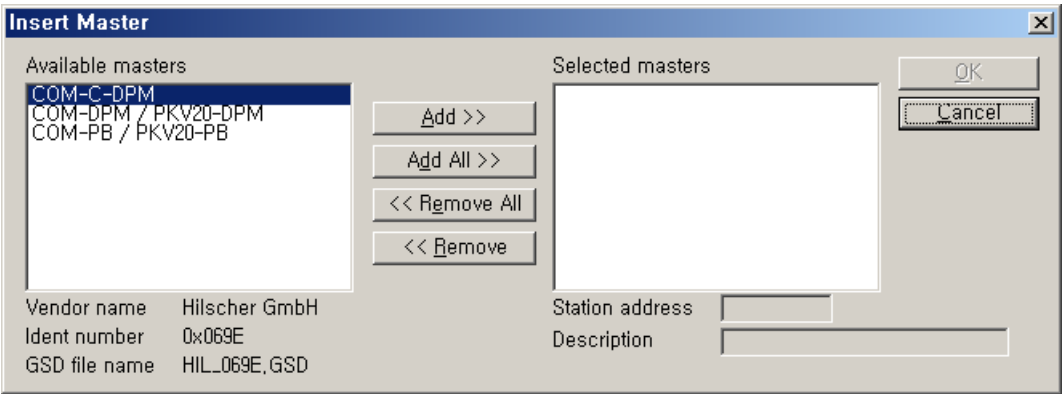 Insert Master
Available masters
COM-C-DPM
COM-DPM / PKV20-DPM
COM-PB / PKV20-PB
Add >>
Add All >>
<< Remove All
<< Remove
Selected masters
OK
Cancel
Vendor name Hilscher GmbH
Ident number 0x069E
GSD file name HIL_069E.GSD
Station address
Description